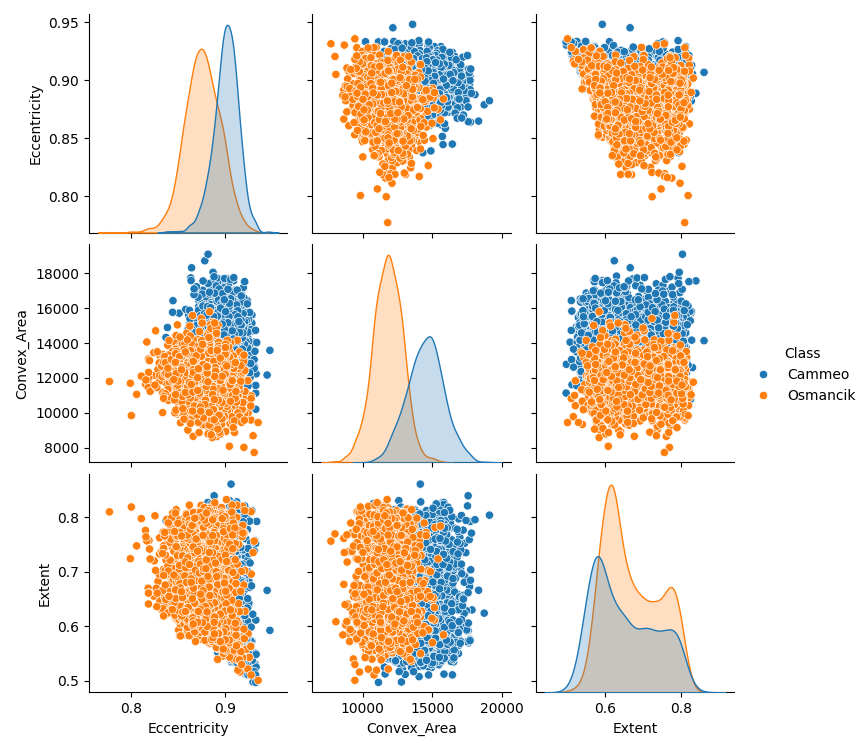 0.95
0.90
0.85
0.80
Eccentricity
18000
16000
14000
12000
10000
8000
Convex_Area
Class
Cammeo
Osmancik
0.8
0.7
0.6
0.5
Extent
0.8 0.9
Eccentricity
10000 15000 20000
Convex_Area
0.6 0.8
Extent